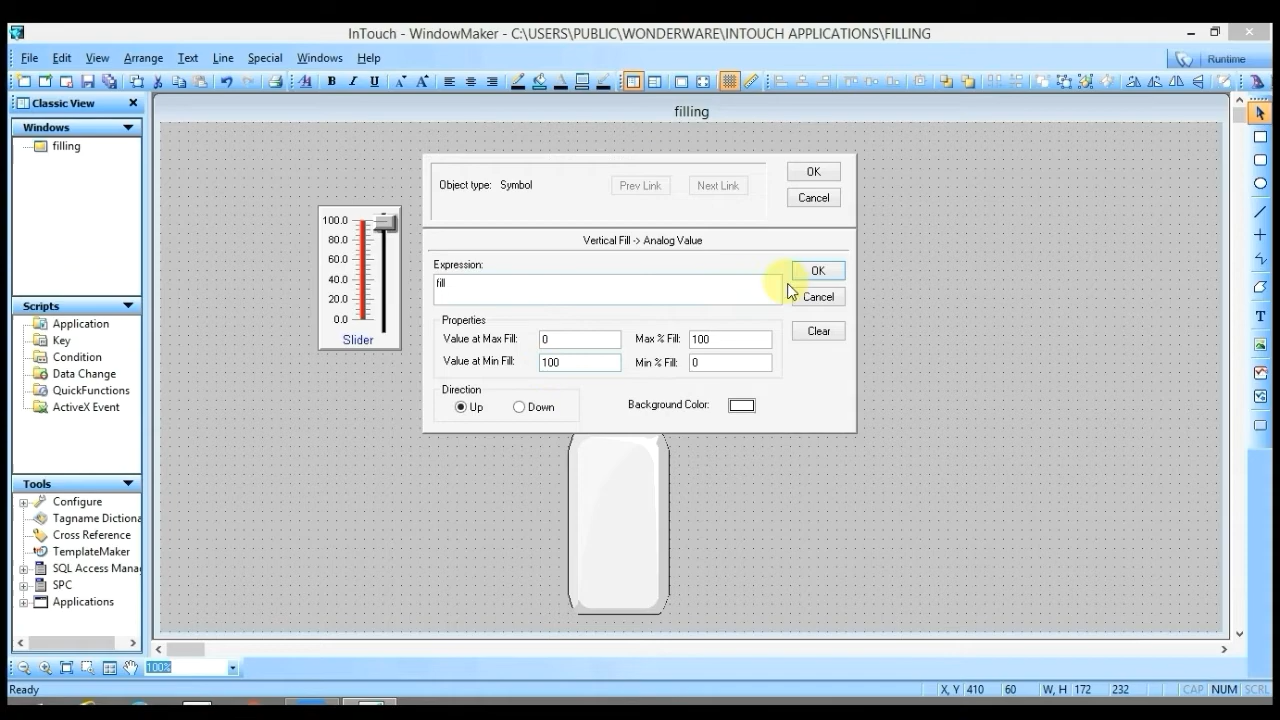 InTouch - WindowMaker - C:\USERS\PUBLIC\WONDERWARE\INTOUCH APPLICATIONS\FILLING
File Edit View Arrange Text Line Special Windows Help
Runtime
Classic View
filling
Windows
filling
Object type: Symbol
Prev Link
Next Link
OK
Cancel
100.0
80.0
60.0
40.0
20.0
0.0
Slider
Vertical Fill -> Analog Value
Expression:
fill
OK
Cancel
Clear
Properties
Value at Max Fill: 0 Max % Fill: 100
Value at Min Fill: 100 Min % Fill: 0
Direction
Up Down
Background Color:
Scripts
Application
Key
Condition
Data Change
QuickFunctions
ActiveX Event
Tools
Configure
Tagname Dictiona
Cross Reference
TemplateMaker
SQL Access Mana
SPC
Applications
100%
Ready
X, Y 410 60 W, H 172 232 CAP NUM SCRL